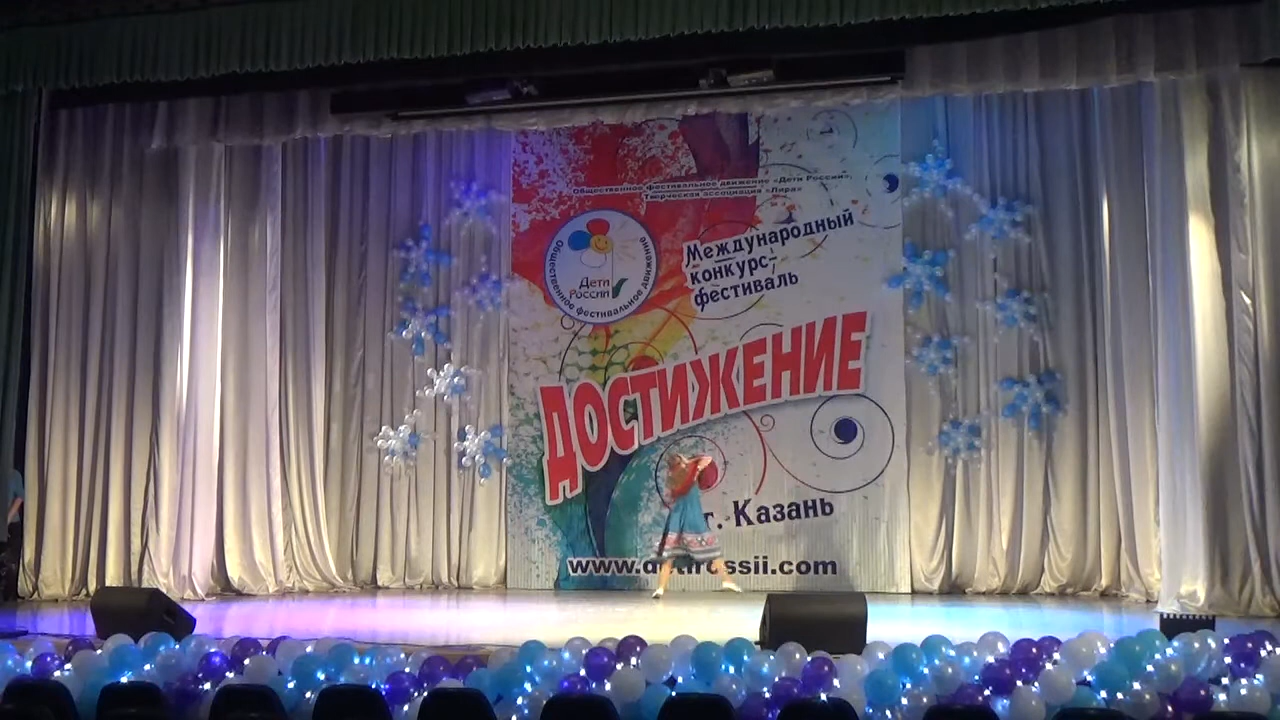 Общественное фестивальное движение «Дети России»,
Творческая ассоциация «Лира»
Общественное фестивальное движение
Дети
России
Международный
конкурс-
фестиваль
ДОСТИЖЕНИЕ
г. Казань
www.detirossii.com